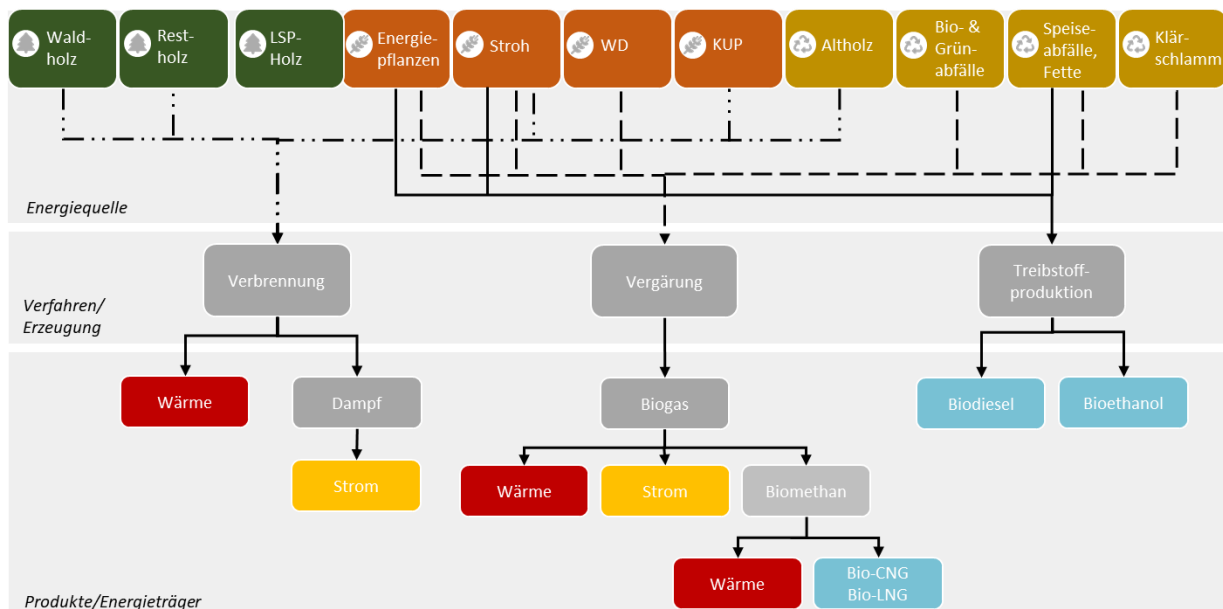 Wald-
holz
Rest-
holz
LSP-
Holz
Energie-
pflanzen
Stroh
WD
KUP
Altholz
Bio- &
Grün-
abfälle
Speise-
abfälle,
Fette
Klär-
schlamm
Energiequelle
Verbrennung
Vergärung
Treibstoff-
produktion
Verfahren/
Erzeugung
Wärme
Dampf
Biogas
Biodiesel
Bioethanol
Strom
Wärme
Strom
Biomethan
Wärme
Bio-CNG
Bio-LNG
Produkte/Energieträger